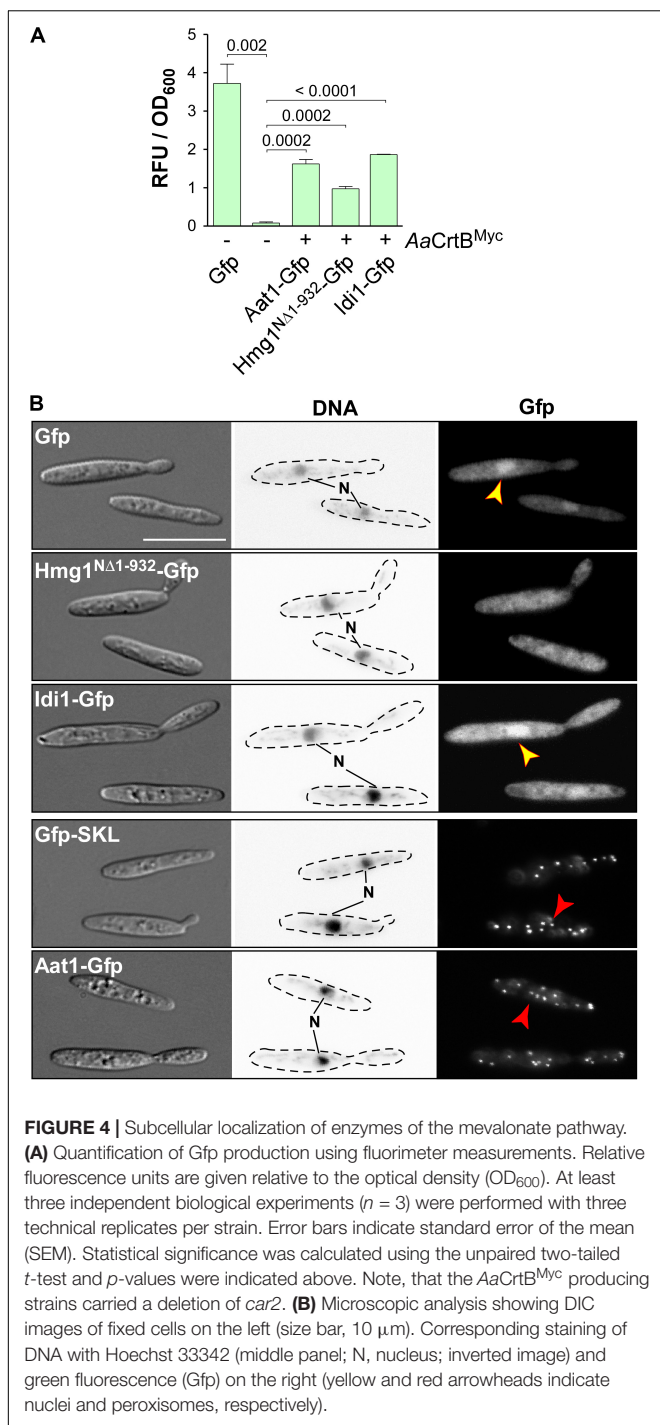 A
RFU / OD600
5
4
3
2
1
0
0.002
< 0.0001
0.0002
0.0002
- - + + + AaCrtBMyc
Gfp
Aat1-Gfp
Hmg1NΔ1-932-Gfp
Idi1-Gfp
B
DNA Gfp
Gfp
N
Hmg1NΔ1-932-Gfp
N
Idi1-Gfp
N
Gfp-SKL
N
Aat1-Gfp
N
FIGURE 4 | Subcellular localization of enzymes of the mevalonate pathway.
(A) Quantification of Gfp production using fluorimeter measurements. Relative
fluorescence units are given relative to the optical density (OD600). At least
three independent biological experiments (n = 3) were performed with three
technical replicates per strain. Error bars indicate standard error of the mean
(SEM). Statistical significance was calculated using the unpaired two-tailed
t-test and p-values were indicated above. Note, that the AaCrtBMyc producing
strains carried a deletion of car2. (B) Microscopic analysis showing DIC
images of fixed cells on the left (size bar, 10 μm). Corresponding staining of
DNA with Hoechst 33342 (middle panel; N, nucleus; inverted image) and
green fluorescence (Gfp) on the right (yellow and red arrowheads indicate
nuclei and peroxisomes, respectively).